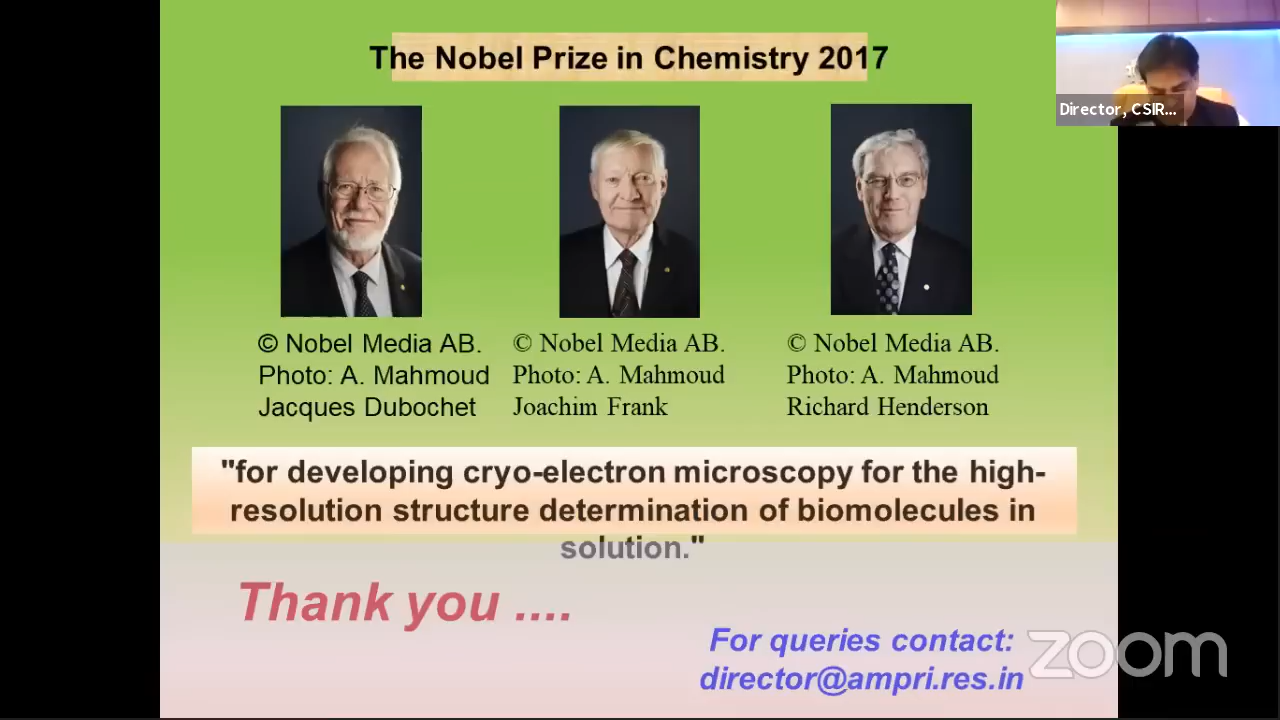 The Nobel Prize in Chemistry 2017
Director, CSIR...
© Nobel Media AB.
Photo: A. Mahmoud
Jacques Dubochet
© Nobel Media AB.
Photo: A. Mahmoud
Joachim Frank
© Nobel Media AB.
Photo: A. Mahmoud
Richard Henderson
"for developing cryo-electron microscopy for the high-
resolution structure determination of biomolecules in
solution."
Thank you ....
For queries contact:
director@ampri.res.in
zoom